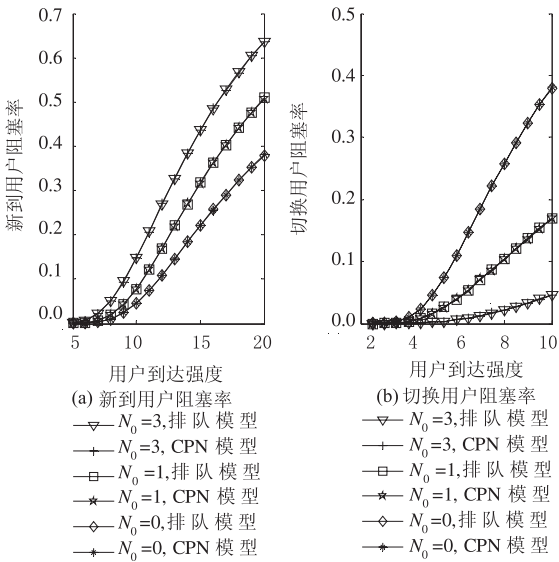 0.7
0.6
0.5
0.4
0.3
0.2
0.1
0.0
新到用户阻塞率
5 10 15 20
用户到达强度
(a) 新到用户阻塞率
N0=3,排队模型
N0=3, CPN 模型
N0=1,排队模型
N0=1, CPN 模型
N0=0,排队模型
N0=0, CPN 模型
0.5
0.4
0.3
0.2
0.1
0.0
切换用户阻塞率
2 4 6 8 10
用户到达强度
(b) 切换用户阻塞率
N0=3,排队模型
N0=3, CPN 模型
N0=1,排队模型
N0=1, CPN 模型
N0=0,排队模型
N0=0, CPN 模型